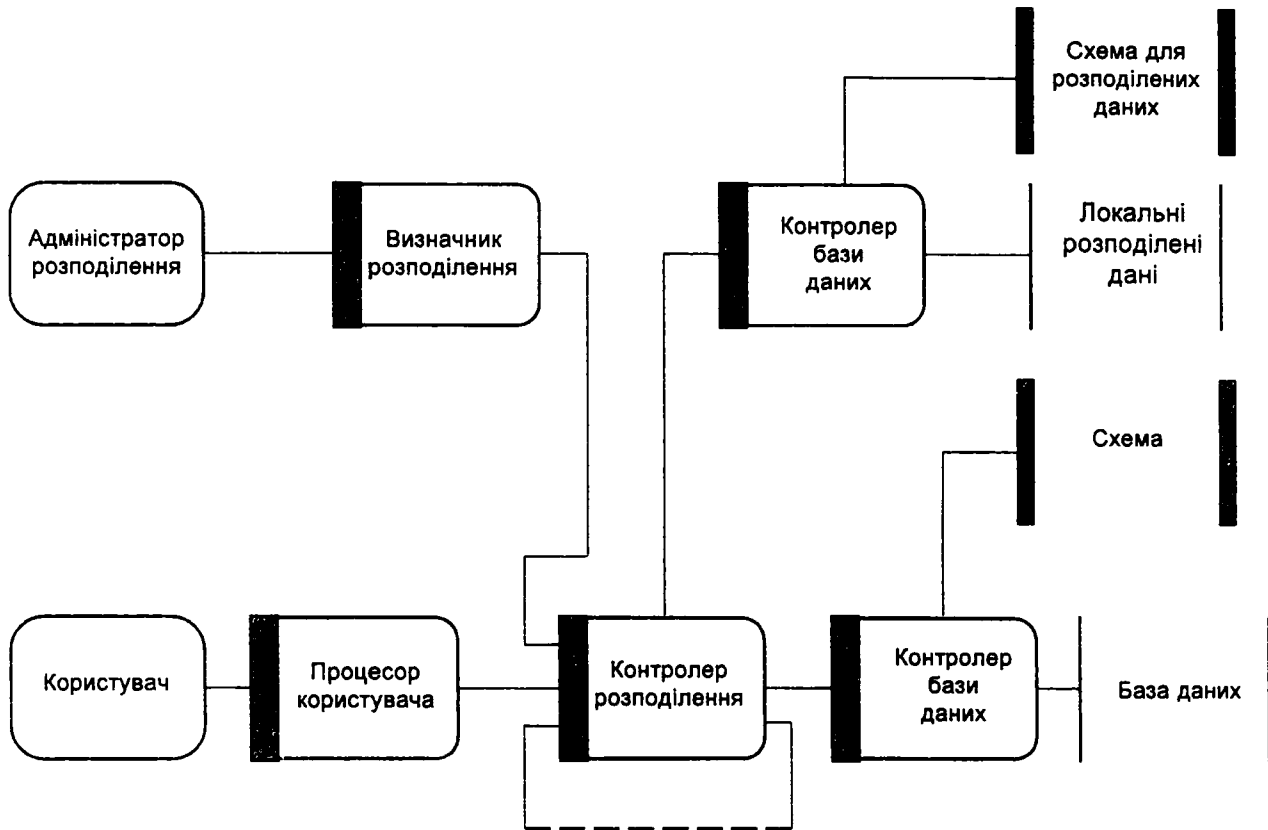 Схема для
розподілених
даних
Адміністратор
розподілення
Визначник
розподілення
Контролер
бази
даних
Локальні
розподілені
дані
Схема
Користувач
Процесор
користувача
Контролер
розподілення
Контролер
бази
даних
База даних